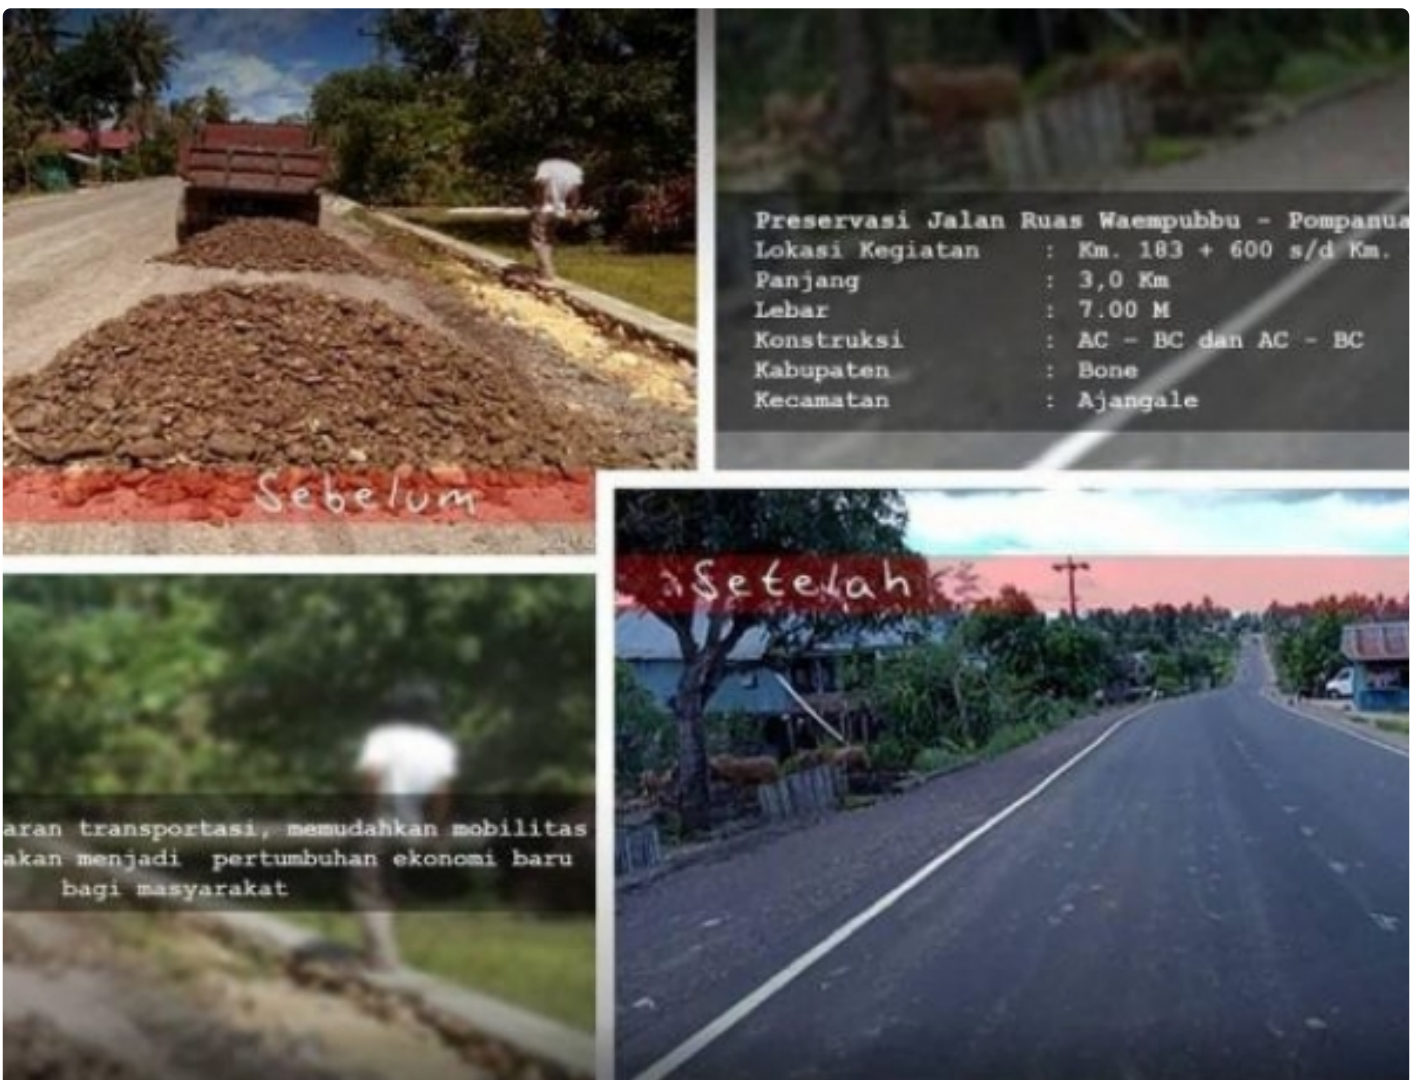 Preservasi Jalan Ruas Waempubbu - Pompanua
Lokasi Kegiatan : Km. 183 + 600 s/d Km.
Panjang : 3,0 Km
Lebar : 7.00 M
Konstruksi : AC - BC dan AC - BC
Kabupaten : Bone
Kecamatan : Ajangale
Sebelum
Setelah
aran transportasi, memudahkan mobilitas
akan menjadi pertumbuhan ekonomi baru
bagi masyarakat